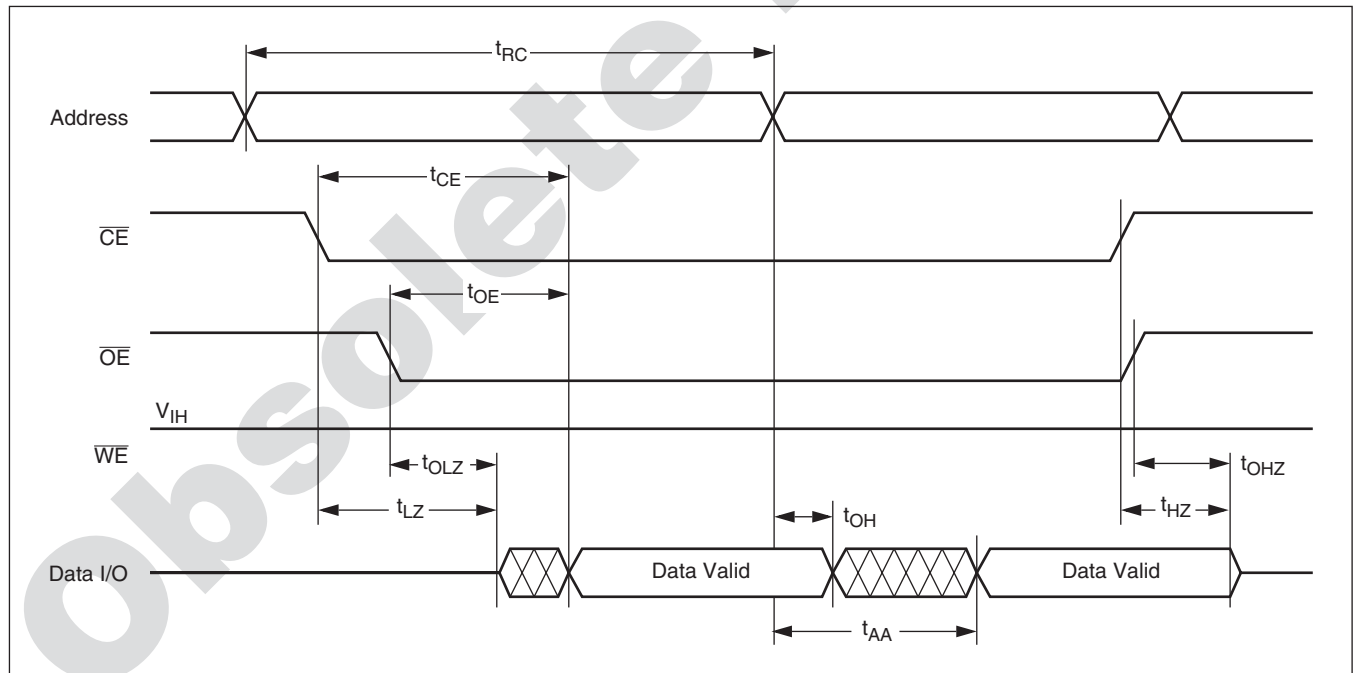 tRC
Address
tCE
CE
tOE
OE
VIH
WE
tOLZ
tOHZ
tLZ
tOH
tHZ
Data I/O
Data Valid
Data Valid
tAA
Obsolete